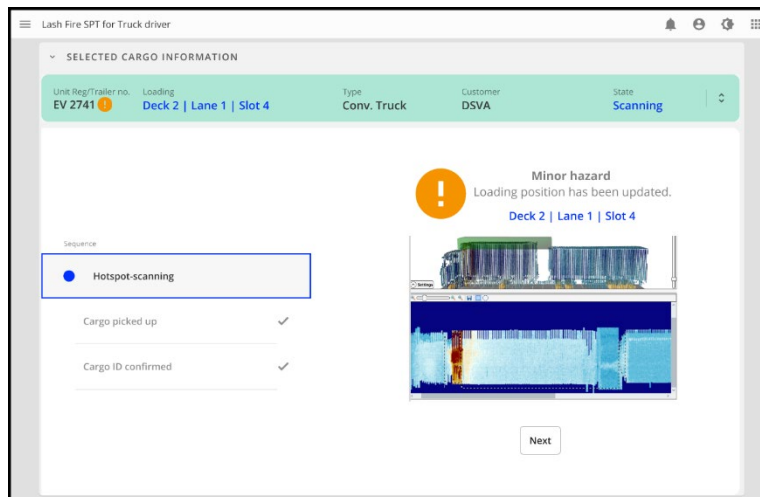 Lash Fire SPT for Truck driver
SELECTED CARGO INFORMATION
Unit Reg/Trailer no. Loading Type Customer State
EV 2741 ! Deck 2 | Lane 1 | Slot 4 Conv. Truck DSVA Scanning
!
Minor hazard
Loading position has been updated.
Deck 2 | Lane 1 | Slot 4
Sequence
Hotspot-scanning
Cargo picked up
Cargo ID confirmed
Settings
Next